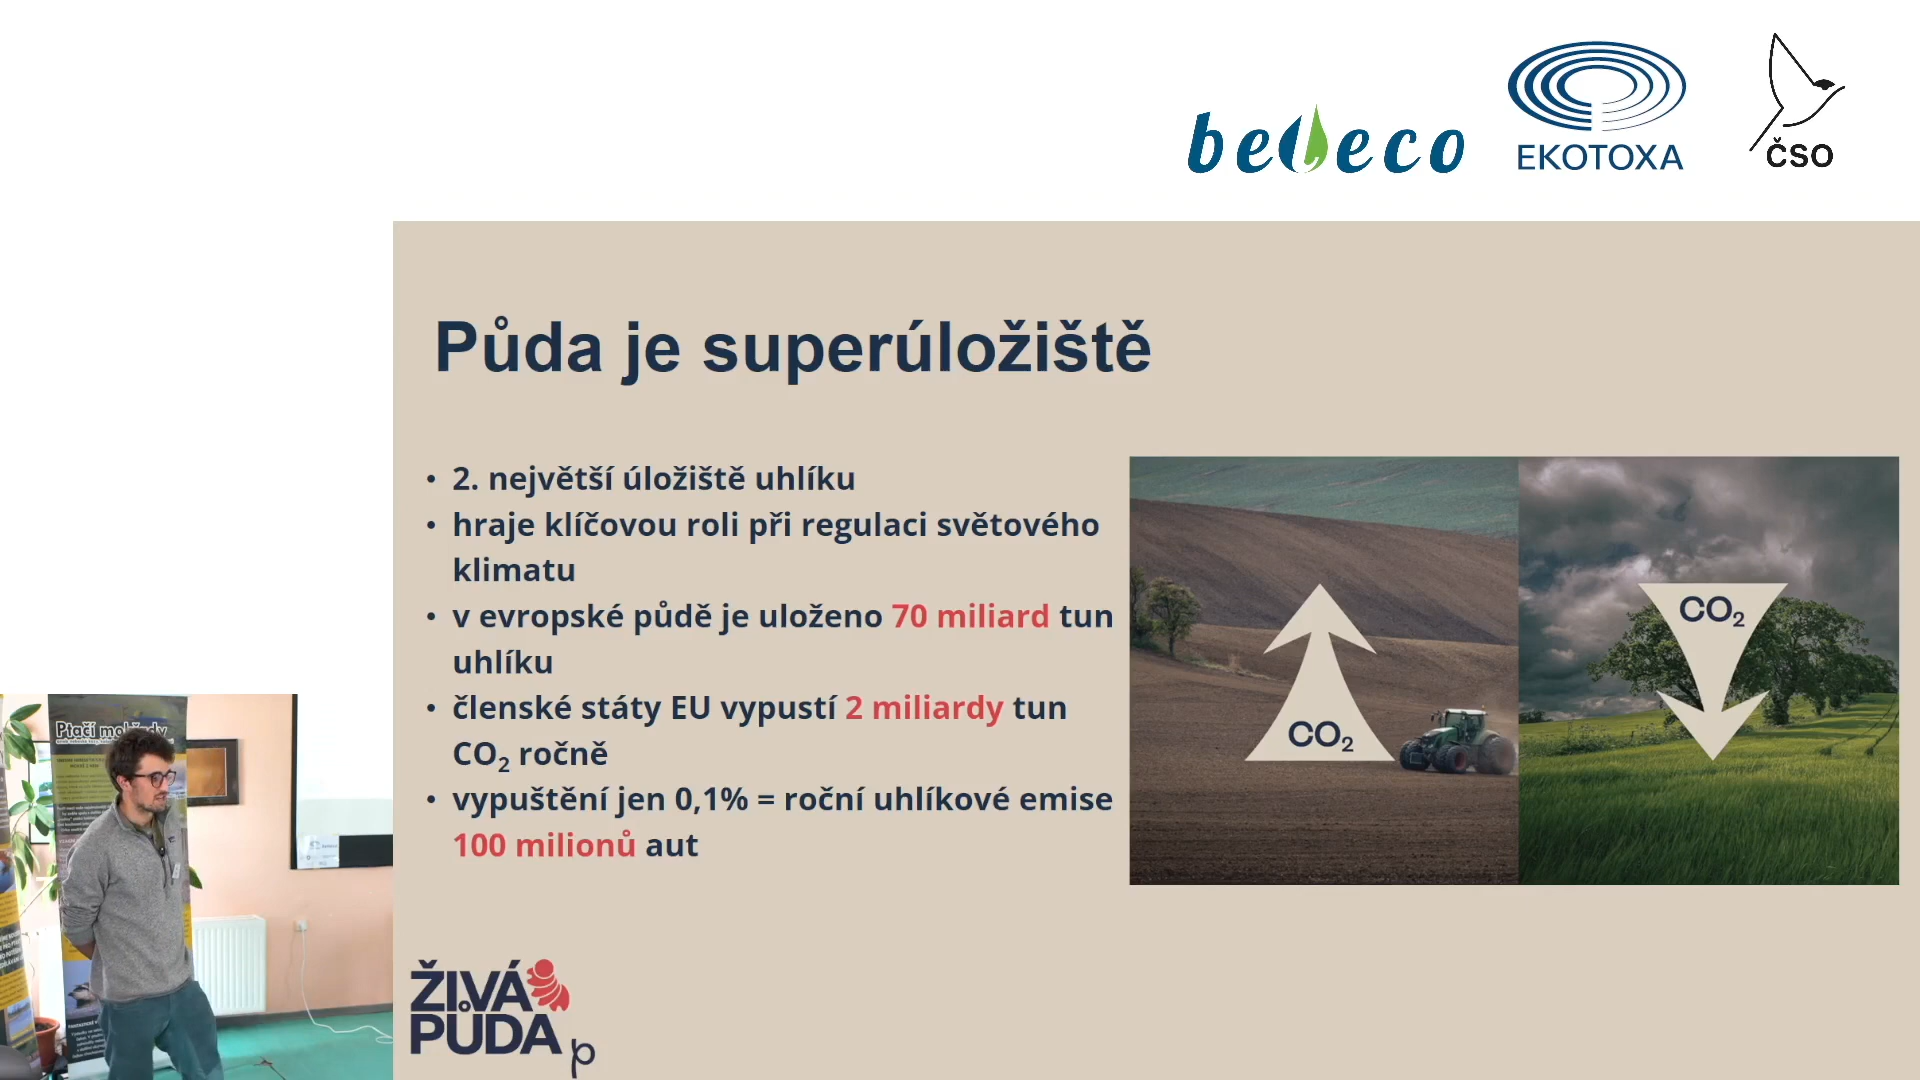 beleco
EKOTOXA
ČSO
Půda je superúložiště
• 2. největší úložiště uhlíku
• hraje klíčovou roli při regulaci světového
klimatu
• v evropské půdě je uloženo 70 miliard tun
uhlíku
• členské státy EU vypustí 2 miliardy tun
CO₂ ročně
• vypuštění jen 0,1% = roční uhlíkové emise
100 milionů aut
CO₂
CO₂
Ptačí mokřady
ŽIVÁ
PŮDA